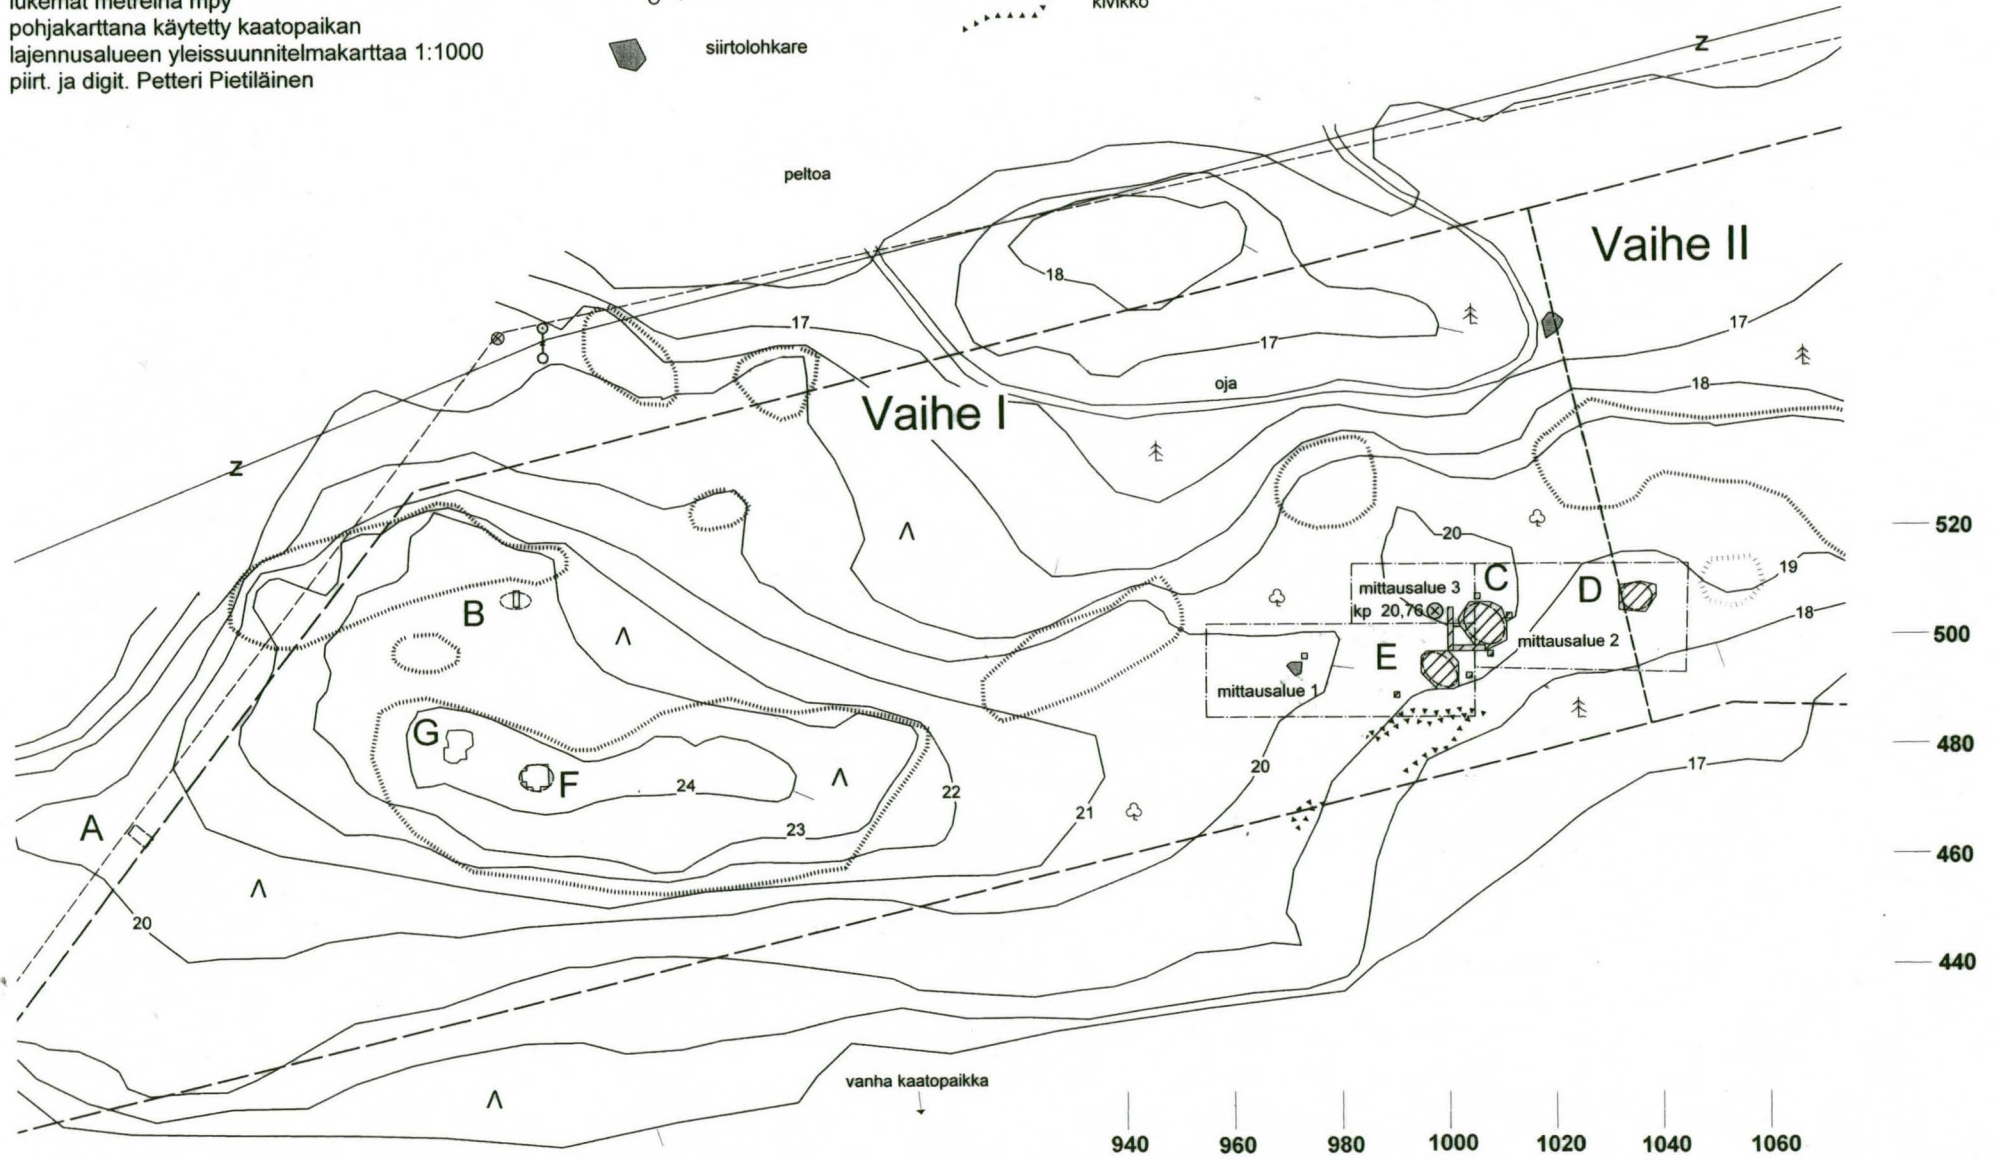 lukemat metreinä mpy
pohjakarttana käytetty kaatopaikan
lajennusalueen yleissuunnitelmakarttaa 1:1000
piirt. ja digit. Petteri Pietiläinen
siirtolohkare
kivikko
z
peltoa
Vaihe II
18
17
17
17
18
oja
Vaihe I
z
520
20
19
C
D
mittausalue 3
kp 20,76
18
B
500
mittausalue 2
E
mittausalue 1
G
F
480
20
17
24
22
21
A
23
460
20
440
vanha kaatopaikka
940 960 980 1000 1020 1040 1060